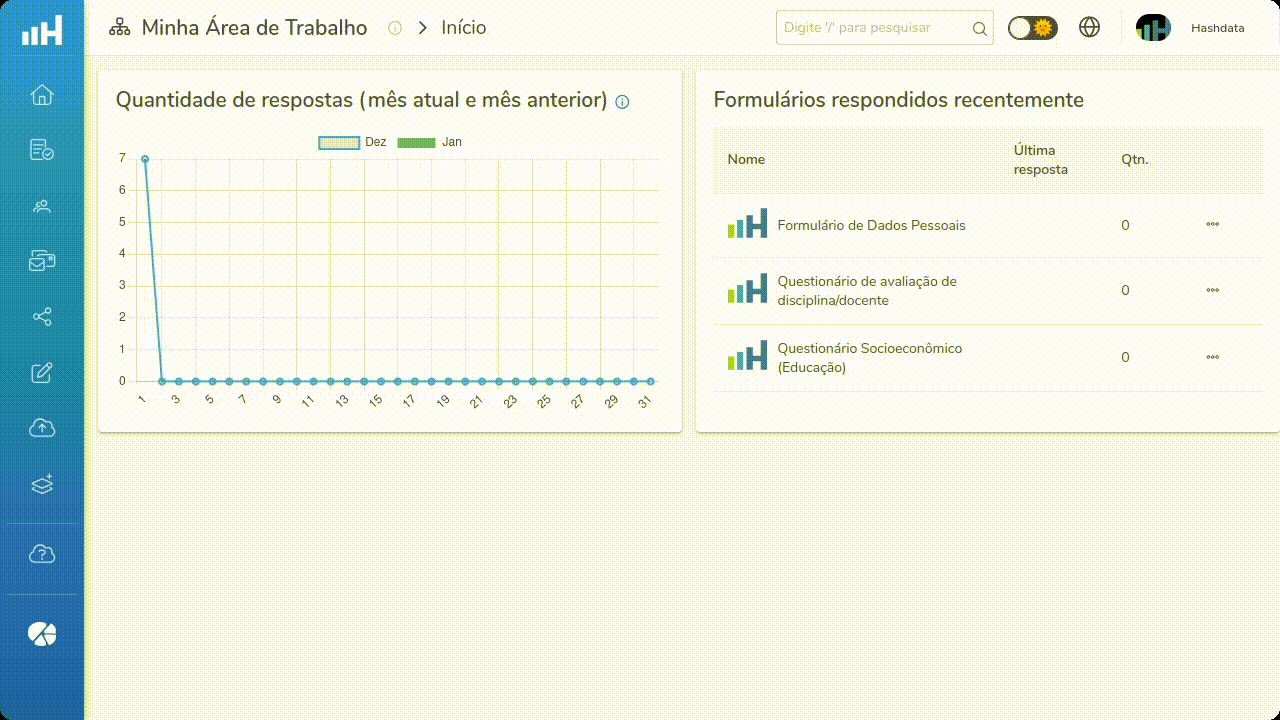 Minha Área de Trabalho
Início
Digite '/' para pesquisar
Hashdata
Quantidade de respostas (mês atual e mês anterior)
Dez Jan
7
6
5
4
3
2
1
0
1 3 5 7 9 11 13 15 17 19 21 23 25 27 29 31
Formulários respondidos recentemente
Nome Última resposta Qtn.
Formulário de Dados Pessoais 0
Questionário de avaliação de
disciplina/docente 0
Questionário Socioeconômico
(Educação) 0